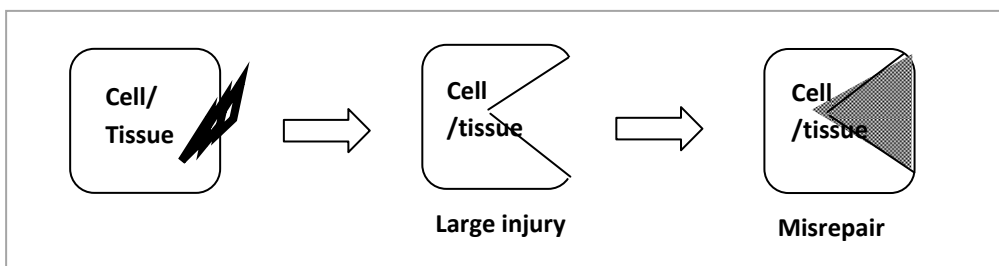 Cell/
Tissue
Cell
/tissue
Large injury
Cell
/tissue
Misrepair